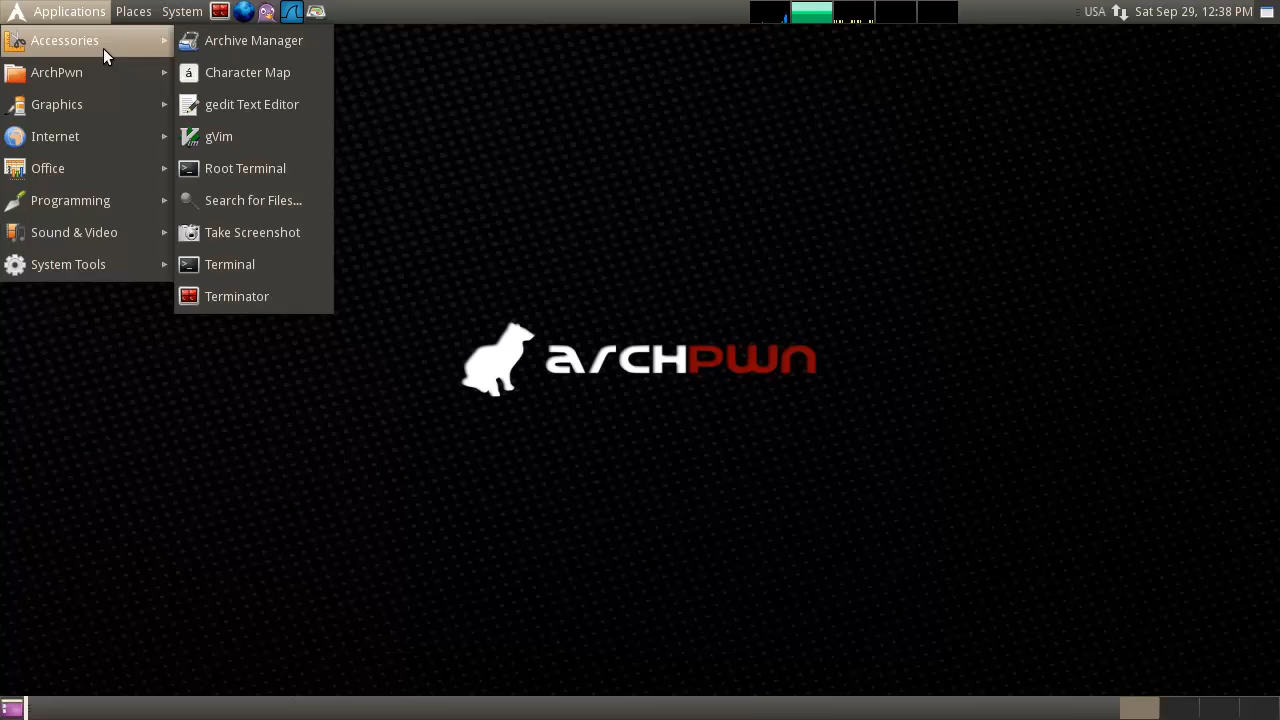 Applications Places System USA Sat Sep 29, 12:38 PM
Accessories
ArchPwn
Graphics
Internet
Office
Programming
Sound & Video
System Tools
Archive Manager
á Character Map
gedit Text Editor
gVim
Root Terminal
Search for Files...
Take Screenshot
Terminal
Terminator
archpwn